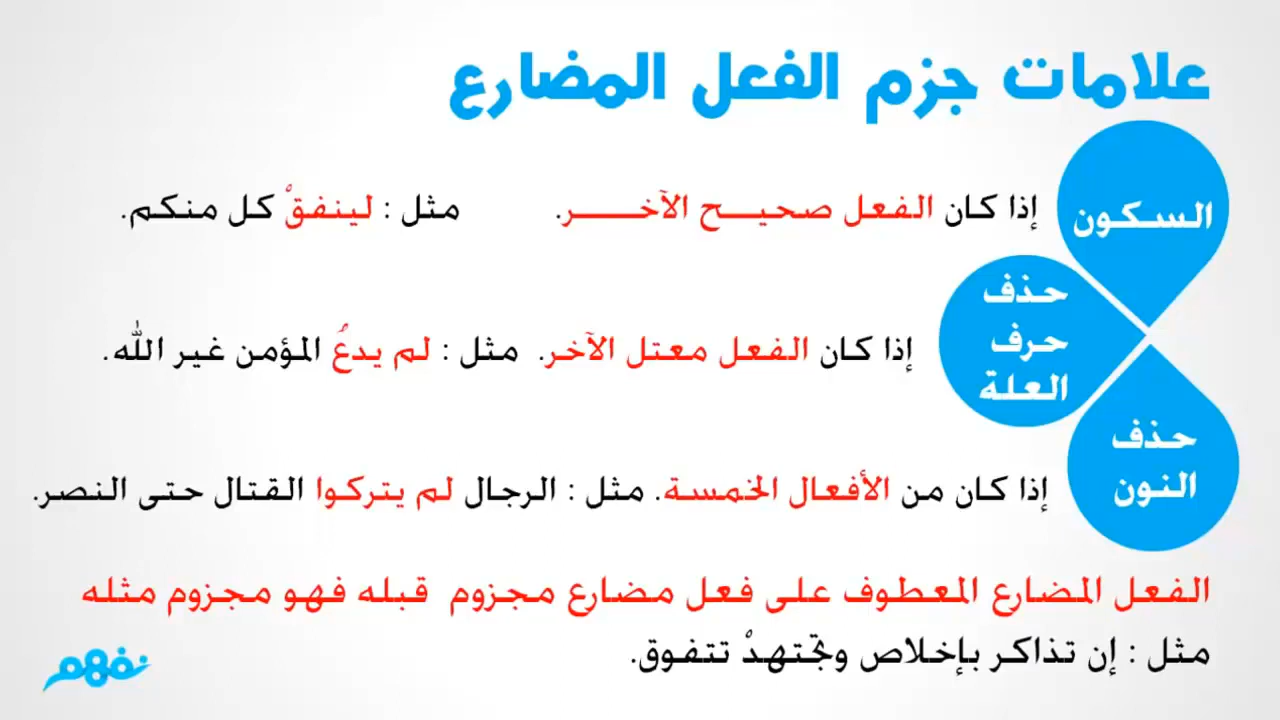 علامات جزم الفعل المضارع
السكون
إذا كان الفعل صحيح الآخر. مثل : لينفقْ كل منكم.
حذف
حرف
العلة
إذا كان الفعل معتل الآخر. مثل : لم يدعُ المؤمن غير الله.
حذف
النون
إذا كان من الأفعال الخمسة. مثل : الرجال لم يتركوا القتال حتى النصر.
الفعل المضارع المعطوف على فعل مضارع مجزوم قبله فهو مجزوم مثله
مثل : إن تذاكر بإخلاص وتجتهدْ تتفوق.
نفهم